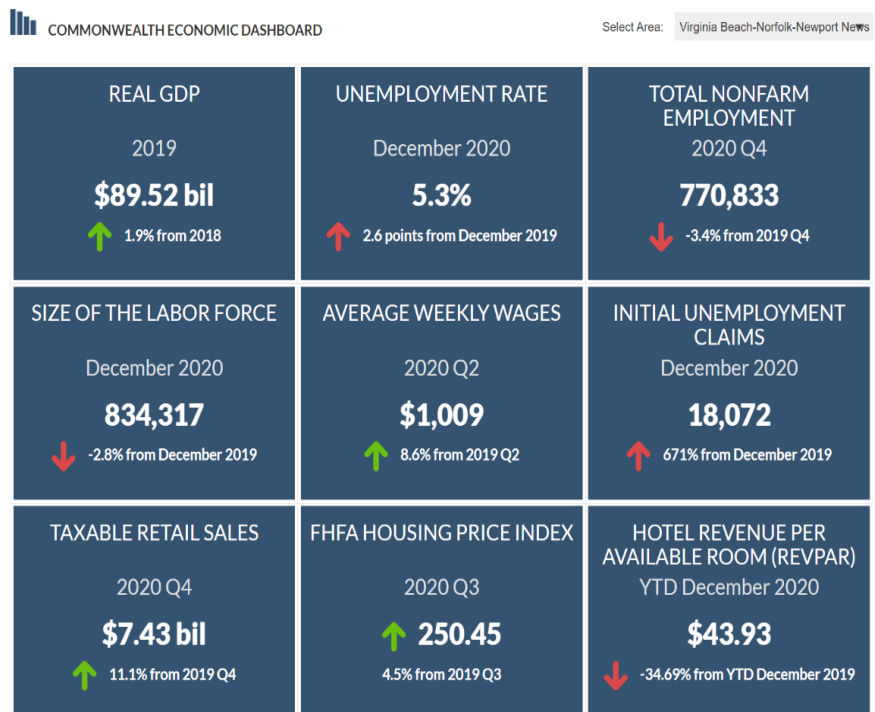 COMMONWEALTH ECONOMIC DASHBOARD
Select Area: Virginia Beach-Norfolk-Newport News
REAL GDP
2019
$89.52 bil
1.9% from 2018
UNEMPLOYMENT RATE
December 2020
5.3%
2.6 points from December 2019
TOTAL NONFARM
EMPLOYMENT
2020 Q4
770,833
-3.4% from 2019 Q4
SIZE OF THE LABOR FORCE
December 2020
834,317
-2.8% from December 2019
AVERAGE WEEKLY WAGES
2020 Q2
$1,009
8.6% from 2019 Q2
INITIAL UNEMPLOYMENT
CLAIMS
December 2020
18,072
671% from December 2019
TAXABLE RETAIL SALES
2020 Q4
$7.43 bil
11.1% from 2019 Q4
FHFA HOUSING PRICE INDEX
2020 Q3
250.45
4.5% from 2019 Q3
HOTEL REVENUE PER
AVAILABLE ROOM (REVPAR)
YTD December 2020
$43.93
-34.69% from YTD December 2019